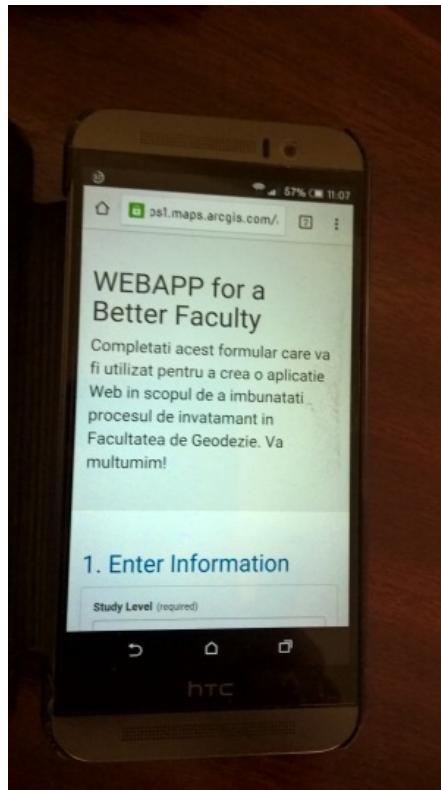 57% 11:07
ps1.maps.arcgis.com/
2
WEBAPP for a
Better Faculty
Completati acest formular care va
fi utilizat pentru a crea o aplicatie
Web in scopul de a imbunatati
procesul de invatamant in
Facultatea de Geodezie. Va
multumim!
1. Enter Information
Study Level (required)
hTC